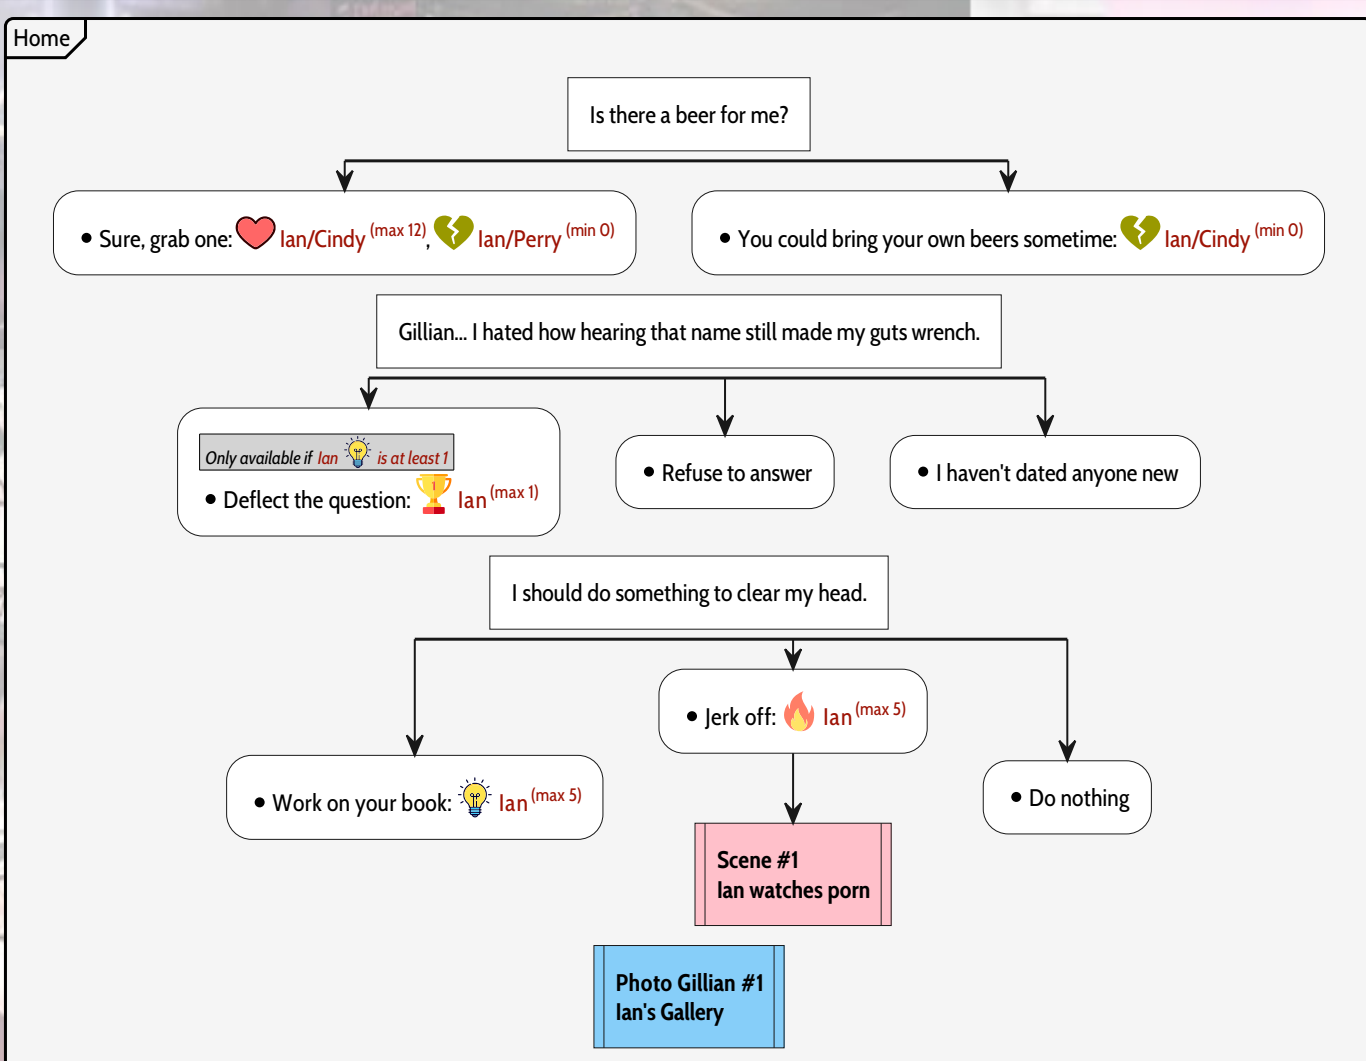 Home
Is there a beer for me?
• Sure, grab one: Ian/Cindy (max 12), Ian/Perry (min 0)
• You could bring your own beers sometime: Ian/Cindy (min 0)
Gillian... I hated how hearing that name still made my guts wrench.
Only available if Ian is at least 1
• Deflect the question: 1 Ian (max 1)
• Refuse to answer
• I haven't dated anyone new
I should do something to clear my head.
• Jerk off: Ian (max 5)
• Work on your book: Ian (max 5)
• Do nothing
Scene #1
Ian watches porn
Photo Gillian #1
Ian's Gallery